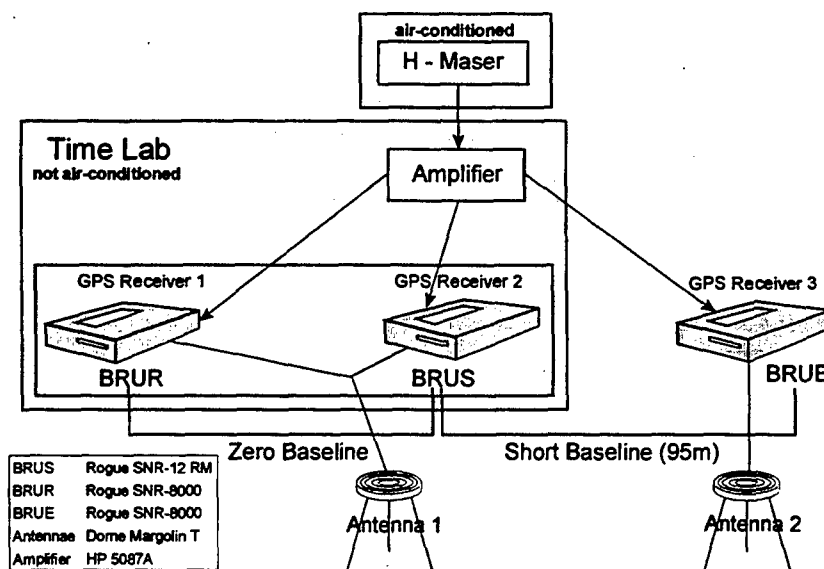 air-conditioned
H - Maser
Time Lab
not air-conditioned
Amplifier
GPS Receiver 1
GPS Receiver 2
GPS Receiver 3
BRUR
BRUS
BRUE
Zero Baseline
Short Baseline (95m)
BRUS Rogue SNR-12 RM
BRUR Rogue SNR-8000
BRUE Rogue SNR-8000
Antennae Dorne Margolin T
Amplifier HP 5087A
Antenna 1
Antenna 2